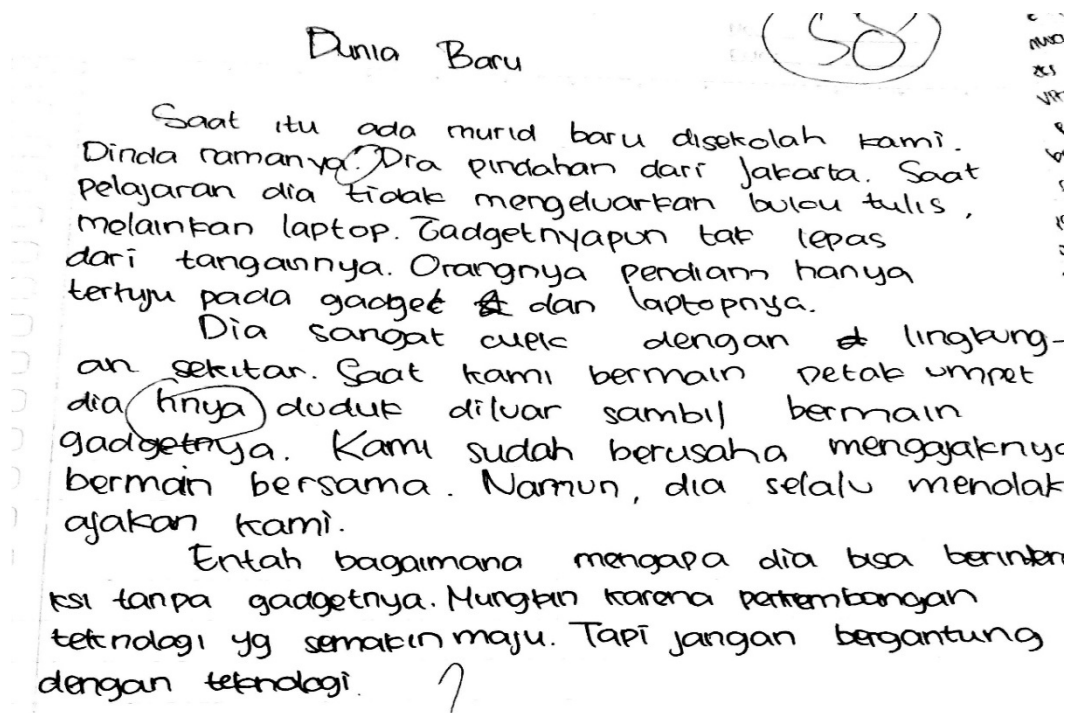 Dunia Baru
58
Saat itu ada murid baru disekolah kami.
Dinda namanya. Dia pindahan dari Jakarta. Saat
pelajaran dia tidak mengeluarkan buku tulis,
melainkan laptop. Gadgetnyapun tak lepas
dari tangannya. Orangnya pendiam hanya
tertuju pada gadget dan laptopnya.
Dia sangat cuek dengan lingkung-
an sekitar. Saat kami bermain petak umpet
dia hnya duduk diluar sambil bermain
gadgetnya. Kami sudah berusaha mengajaknya
bermain bersama. Namun, dia selalu menolak
ajakan kami.
Entah bagaimana mengapa dia bisa
ksi tanpa gadgetnya. Mungkin karena perkembangan
teknologi yg semakin maju. Tapi jangan bergantung
dengan teknologi.